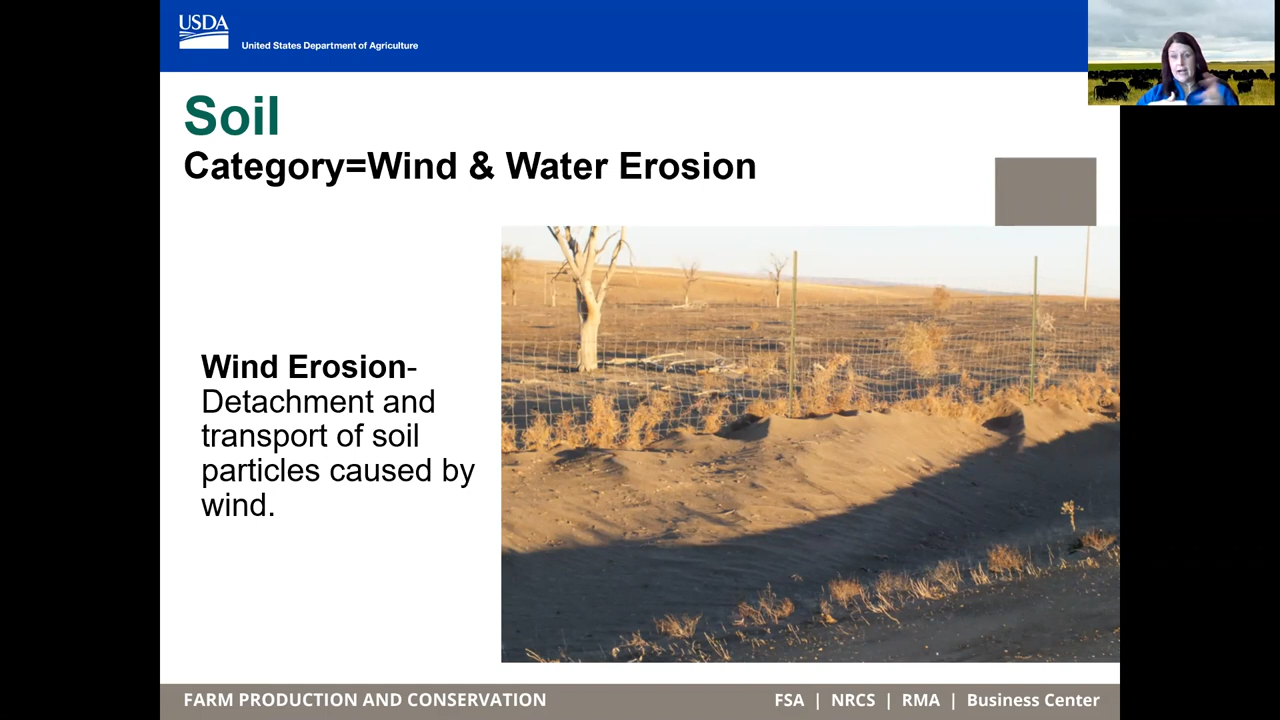 USDA
United States Department of Agriculture
Soil
Category=Wind & Water Erosion
Wind Erosion-
Detachment and
transport of soil
particles caused by
wind.
FARM PRODUCTION AND CONSERVATION
FSA | NRCS | RMA | Business Center